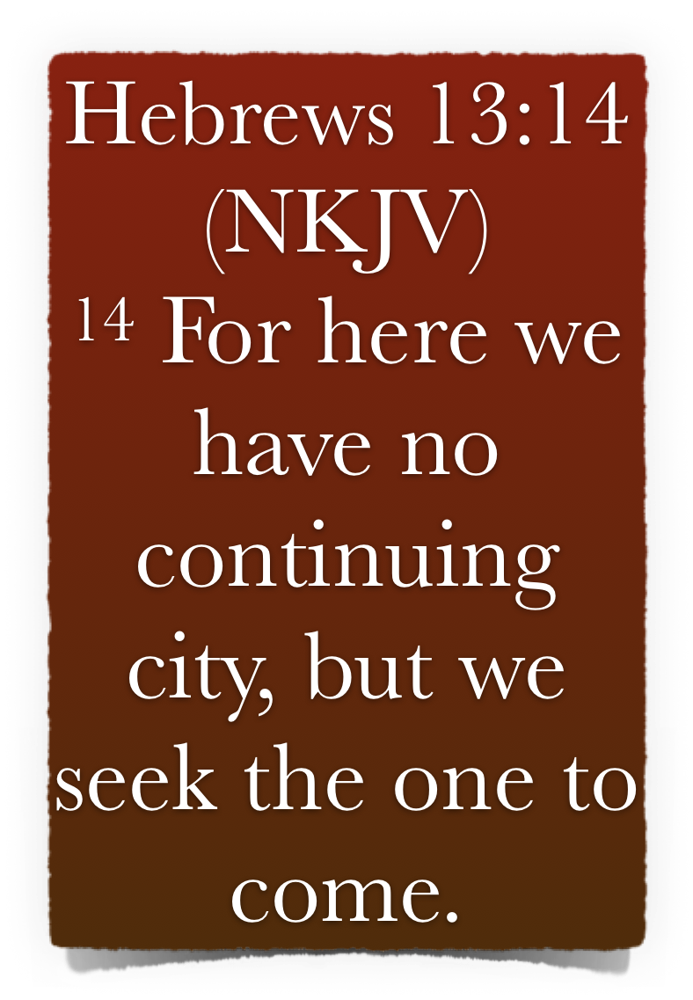 Hebrews 13:14
(NKJV)
¹⁴ For here we
have no
continuing
city, but we
seek the one to
come.